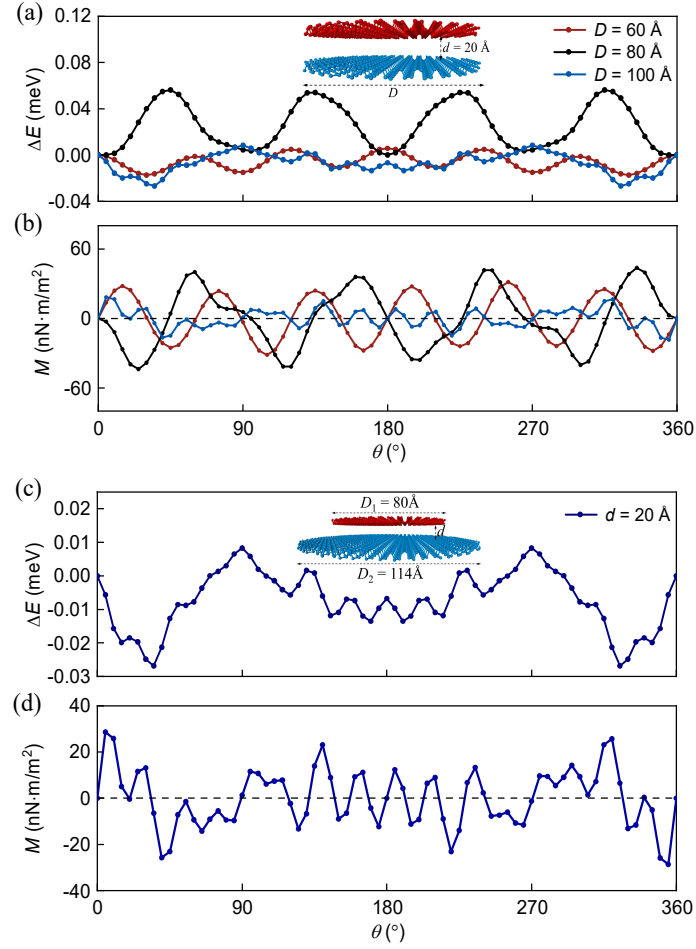 (a)
0.12
0.08
0.04
0.00
-0.04
ΔE (meV)
d = 20 Å
D
D = 60 Å
D = 80 Å
D = 100 Å
(b)
60
0
-60
M (nN·m/m²)
0 90 180 270 360
θ (°)
(c)
0.02
0.01
0.00
-0.01
-0.02
-0.03
ΔE (meV)
D₁ = 80Å
d
D₂ = 114Å
d = 20 Å
(d)
40
20
0
-20
-40
M (nN·m/m²)
0 90 180 270 360
θ (°)